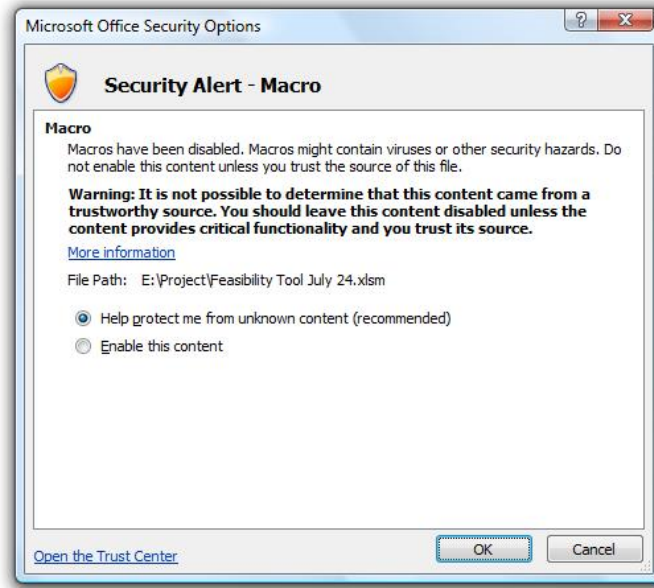 Microsoft Office Security Options
?
X
Security Alert - Macro
Macro
Macros have been disabled. Macros might contain viruses or other security hazards. Do
not enable this content unless you trust the source of this file.
Warning: It is not possible to determine that this content came from a
trustworthy source. You should leave this content disabled unless the
content provides critical functionality and you trust its source.
More information
File Path: E:\Project\Feasibility Tool July 24.xlsm
Help protect me from unknown content (recommended)
Enable this content
Open the Trust Center
OK
Cancel